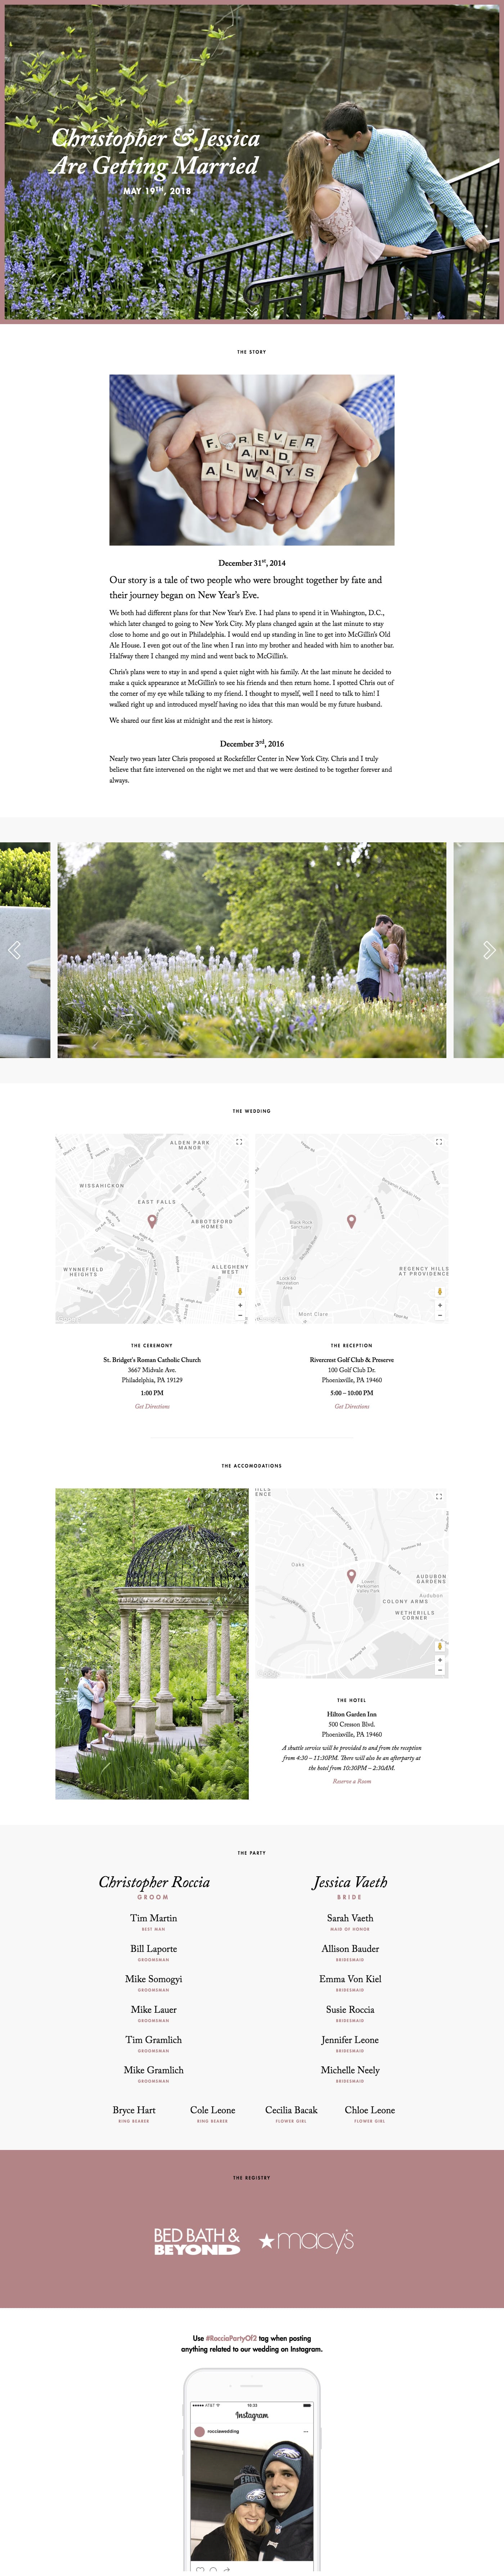 Christopher & Jessica
Are Getting Married
MAY 19TH, 2018
THE STORY
FOREVER
AND
ALWAYS
December 31st, 2014
Our story is a tale of two people who were brought together by fate and
their journey began on New Year's Eve.
We both had different plans for that New Year's Eve. I had plans to spend it in Washington, D.C.,
which later changed to going to New York City. My plans changed again at the last minute to stay
close to home and go out in Philadelphia. I would end up standing in line to get into McGillin's Old
Ale House. I even got out of the line when I ran into my brother and headed with him to another bar.
Halfway there I changed my mind and went back to McGillin's.
Chris's plans were to stay in and spend a quiet night with his family. At the last minute he decided to
make a quick appearance at McGillin's to see his friends and then return home. I spotted Chris out of
the corner of my eye while talking to my friend. I thought to myself, well I need to talk to him! I
walked right up and introduced myself having no idea that this man would be my future husband.
We shared our first kiss at midnight and the rest is history.
December 3rd, 2016
Nearly two years later Chris proposed at Rockefeller Center in New York City. Chris and I truly
believe that fate intervened on the night we met and that we were destined to be together forever and
always.
THE WEDDING
ALDEN PARK
MANOR
WISSAHICKON
EAST FALLS
ABBOTSFORD
HOMES
WYNNEFIELD
HEIGHTS
ALLEGHENY
WEST
Black Rock
Sanctuary
Lock 60
Recreation
Area
REGENCY HILLS
AT PROVIDENCE
Mont Clare
THE CEREMONY
St. Bridget's Roman Catholic Church
3667 Midvale Ave.
Philadelphia, PA 19129
1:00 PM
Get Directions
THE RECEPTION
Rivercrest Golf Club & Preserve
100 Golf Club Dr.
Phoenixville, PA 19460
5:00 – 10:00 PM
Get Directions
THE ACCOMODATIONS
Oaks
Lower
Perkiomen
Valley Park
AUDUBON
GARDENS
Audubon
COLONY ARMS
WETHERILLS
CORNER
THE HOTEL
Hilton Garden Inn
500 Cresson Blvd.
Phoenixville, PA 19460
A shuttle service will be provided to and from the reception
from 4:30 – 11:30PM. There will also be an afterparty at
the hotel from 10:30PM – 2:30AM.
Reserve a Room
THE PARTY
Christopher Roccia
GROOM
Jessica Vaeth
BRIDE
Tim Martin
BEST MAN
Sarah Vaeth
MAID OF HONOR
Bill Laporte
GROOMSMAN
Allison Bauder
BRIDESMAID
Mike Somogyi
GROOMSMAN
Emma Von Kiel
BRIDESMAID
Mike Lauer
GROOMSMAN
Susie Roccia
BRIDESMAID
Tim Gramlich
GROOMSMAN
Jennifer Leone
BRIDESMAID
Mike Gramlich
GROOMSMAN
Michelle Neely
BRIDESMAID
Bryce Hart
RING BEARER
Cole Leone
RING BEARER
Cecilia Bacak
FLOWER GIRL
Chloe Leone
FLOWER GIRL
THE REGISTRY
BED BATH &
BEYOND
macy's
Use #RocciaPartyOf2 tag when posting
anything related to our wedding on Instagram.
AT&T 10:33
Instagram
rocciawedding
EAGLES